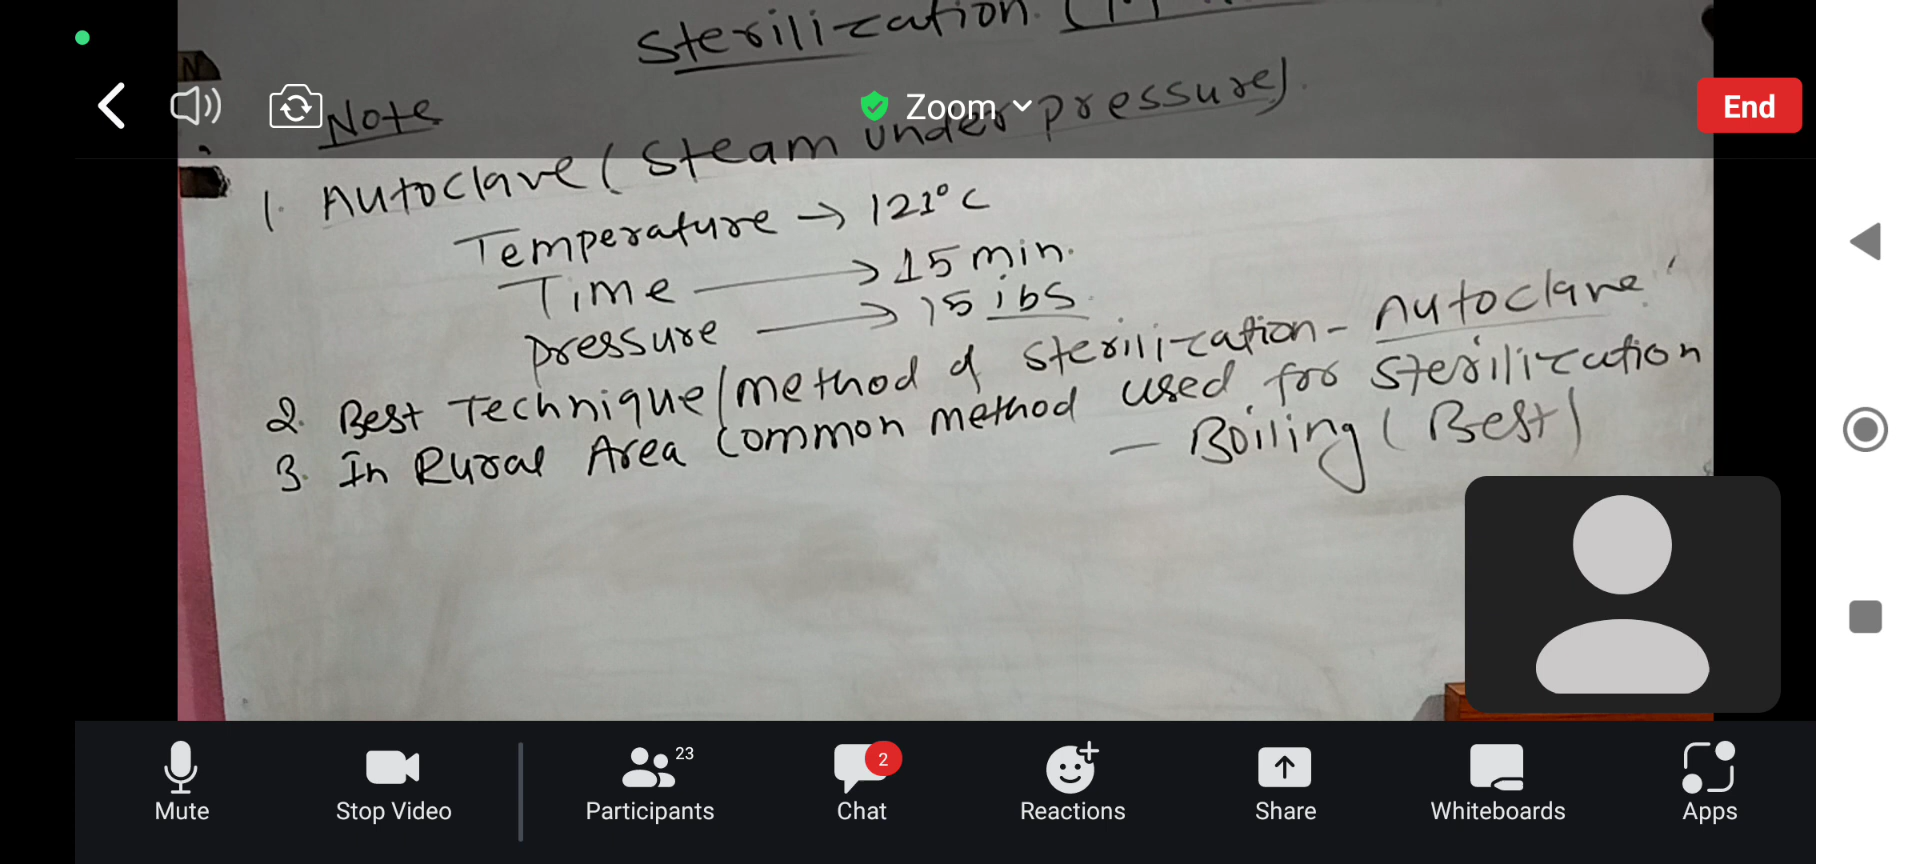 Sterilization.
Zoom
End
Note
1. Autoclave (Steam under pressure).
Temperature → 121°C
Time → 15 min.
pressure → 15 ibs.
2. Best Technique/method of sterilization - Autoclave
3. In Rural Area Common method used for sterilization
— Boiling (Best)
Mute
Stop Video
23
Participants
2
Chat
Reactions
Share
Whiteboards
Apps